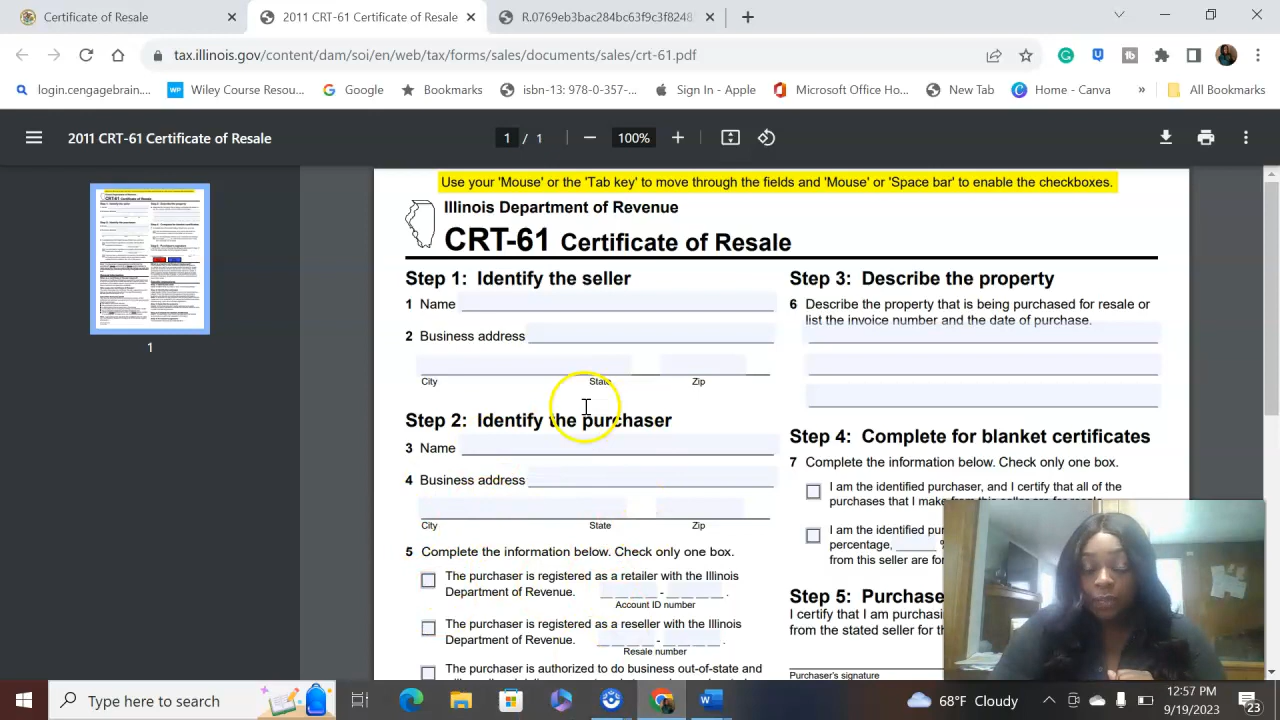 Certificate of Resale
2011 CRT-61 Certificate of Resale
R.0769eb3bac284bc63f9c3f8248
tax.illinois.gov/content/dam/soi/en/web/tax/forms/sales/documents/sales/crt-61.pdf
login.cengagebrain....
WP Wiley Course Resou...
Google
Bookmarks
isbn-13: 978-0-357-...
Sign In - Apple
Microsoft Office Ho...
New Tab
Home - Canva
»
All Bookmarks
2011 CRT-61 Certificate of Resale
1 / 1
100%
1
Use your 'Mouse' or the 'Tab key' to move through the fields and 'Mouse' or 'Space bar' to enable the checkboxes.
Illinois Department of Revenue
CRT-61 Certificate of Resale
Step 1: Identify the seller
1 Name
2 Business address
City State Zip
Step 2: Identify the purchaser
3 Name
4 Business address
City State Zip
5 Complete the information below. Check only one box.
The purchaser is registered as a retailer with the Illinois
Department of Revenue. - .
Account ID number
The purchaser is registered as a reseller with the Illinois
Department of Revenue. - .
Resale number
The purchaser is authorized to do business out-of-state and
Step 3: Describe the property
6 Describe the property that is being purchased for resale or
list the invoice number and the date of purchase.
Step 4: Complete for blanket certificates
7 Complete the information below. Check only one box.
I am the identified purchaser, and I certify that all of the
purchases that I make from this seller are for resale.
I am the identified pur
percentage, %
from this seller are for
Step 5: Purchase
I certify that I am purchasi
from the stated seller for th
Purchaser's signature
Type here to search
68°F Cloudy
12:57 PM
9/19/2023
23